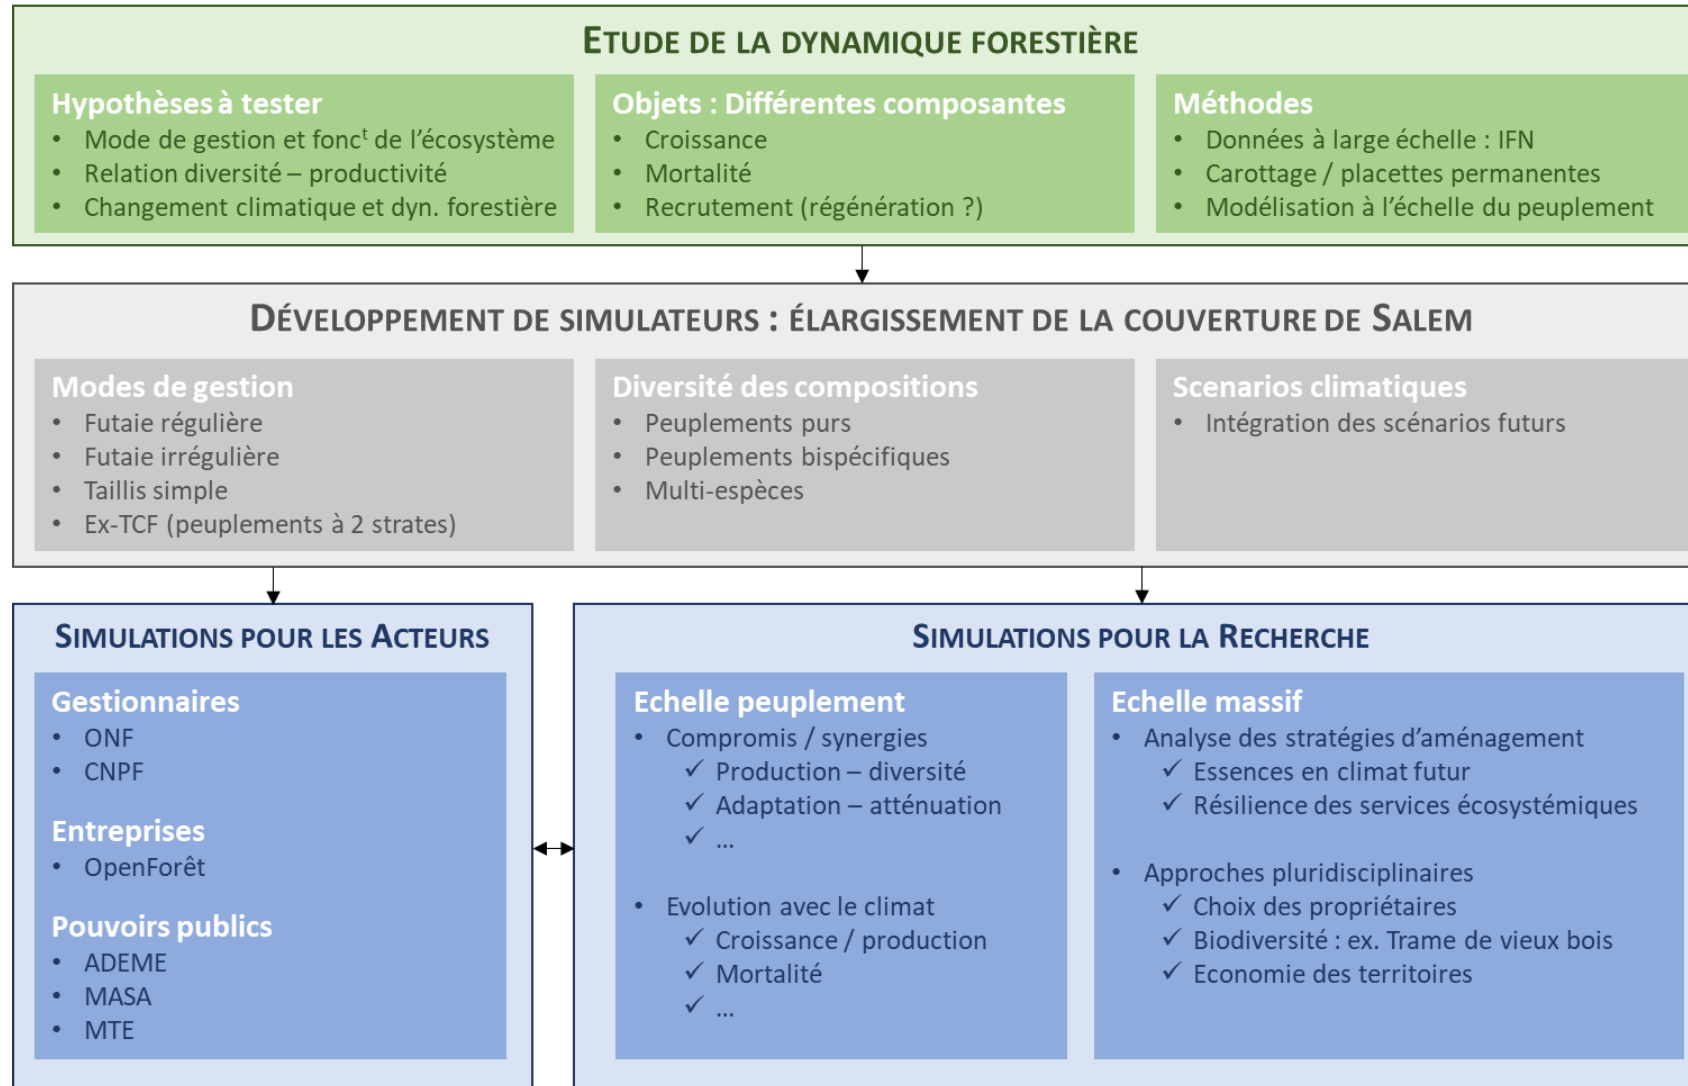 ETUDE DE LA DYNAMIQUE FORESTIÈRE
Hypothèses à tester
• Mode de gestion et foncᵗ de l'écosystème
• Relation diversité – productivité
• Changement climatique et dyn. forestière
Objets : Différentes composantes
• Croissance
• Mortalité
• Recrutement (régénération ?)
Méthodes
• Données à large échelle : IFN
• Carottage / placettes permanentes
• Modélisation à l'échelle du peuplement
DÉVELOPPEMENT DE SIMULATEURS : ÉLARGISSEMENT DE LA COUVERTURE DE SALEM
Modes de gestion
• Futaie régulière
• Futaie irrégulière
• Taillis simple
• Ex-TCF (peuplements à 2 strates)
Diversité des compositions
• Peuplements purs
• Peuplements bispécifiques
• Multi-espèces
Scenarios climatiques
• Intégration des scénarios futurs
SIMULATIONS POUR LES ACTEURS
Gestionnaires
• ONF
• CNPF
Entreprises
• OpenForêt
Pouvoirs publics
• ADEME
• MASA
• MTE
SIMULATIONS POUR LA RECHERCHE
Echelle peuplement
• Compromis / synergies
✓ Production – diversité
✓ Adaptation – atténuation
✓ ...
• Evolution avec le climat
✓ Croissance / production
✓ Mortalité
✓ ...
Echelle massif
• Analyse des stratégies d'aménagement
✓ Essences en climat futur
✓ Résilience des services écosystémiques
• Approches pluridisciplinaires
✓ Choix des propriétaires
✓ Biodiversité : ex. Trame de vieux bois
✓ Economie des territoires